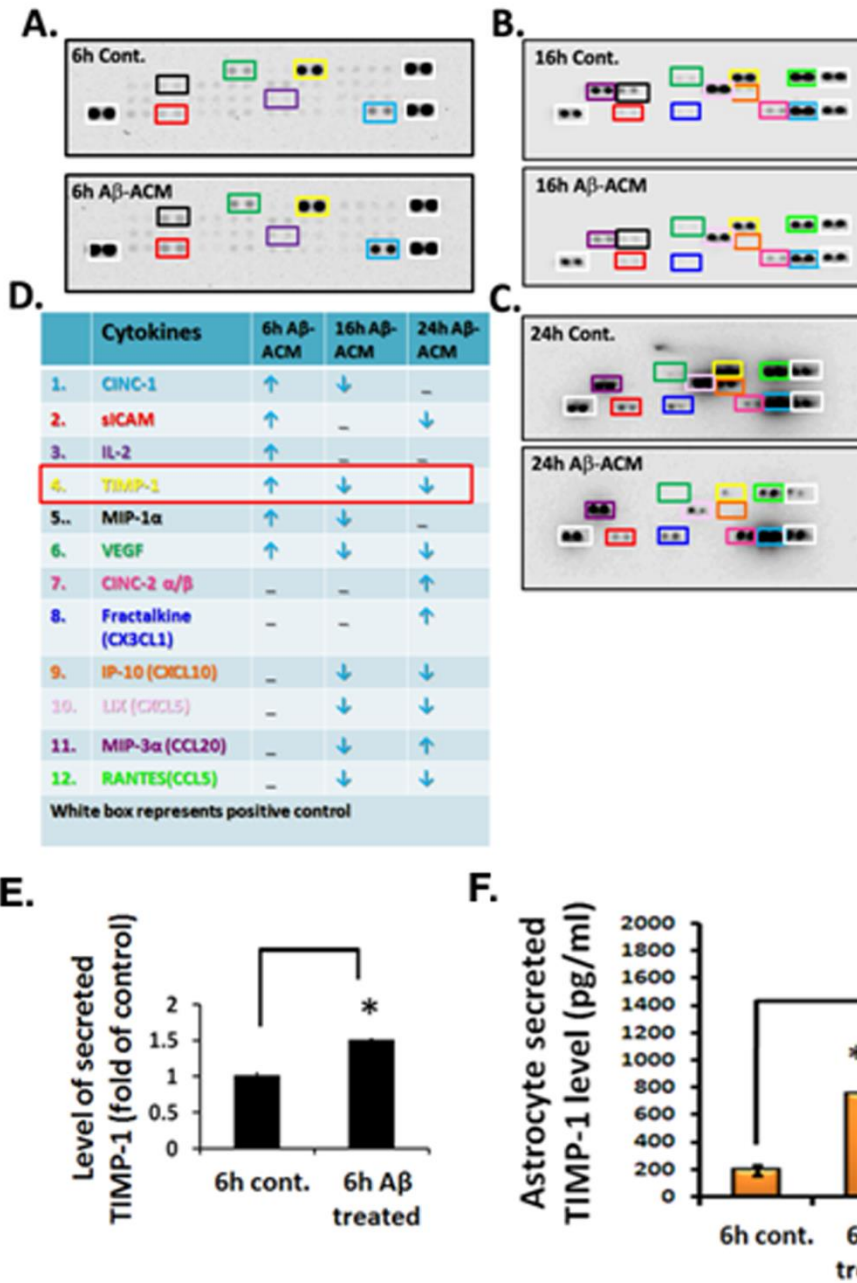 A.
6h Cont.
6h Aβ-ACM
B.
16h Cont.
16h Aβ-ACM
C.
24h Cont.
24h Aβ-ACM
D.
Cytokines 6h Aβ-ACM 16h Aβ-ACM 24h Aβ-ACM
1. CINC-1 ↑ ↓ _
2. sICAM ↑ _ ↓
3. IL-2 ↑ _ _
4. TIMP-1 ↑ ↓ ↓
5.. MIP-1α ↑ ↓ _
6. VEGF ↑ ↓ ↓
7. CINC-2 α/β _ _ ↑
8. Fractalkine _ _ ↑
(CX3CL1)
9. IP-10 (CXCL10) _ ↓ ↓
10. LIX (CXCL5) _ ↓ ↓
11. MIP-3α (CCL20) _ ↓ ↑
12. RANTES(CCL5) _ ↓ ↓
White box represents positive control
E.
Level of secreted
TIMP-1 (fold of control)
2
1.5
1
0.5
0
*
6h cont.
6h Aβ
treated
F.
Astrocyte secreted
TIMP-1 level (pg/ml)
2000
1800
1600
1400
1200
1000
800
600
400
200
0
*
6h cont.
6